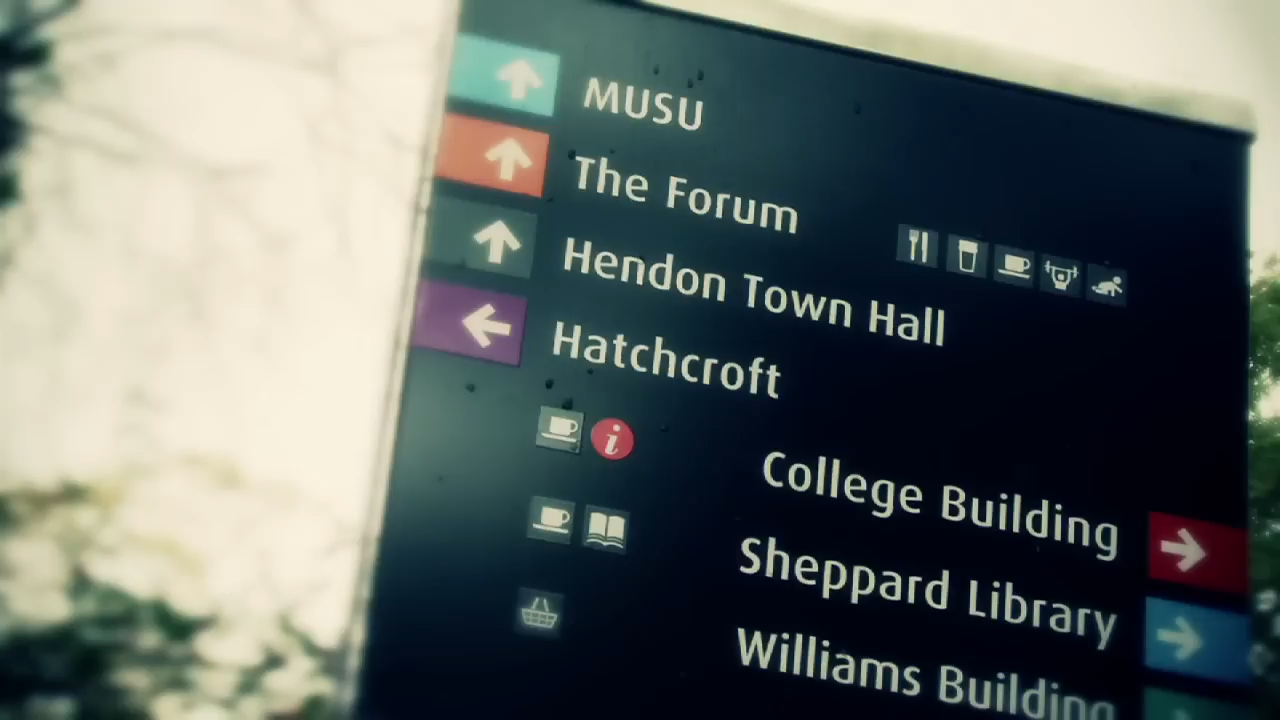 MUSU
The Forum
Hendon Town Hall
Hatchcroft
i
College Building
Sheppard Library
Williams Building